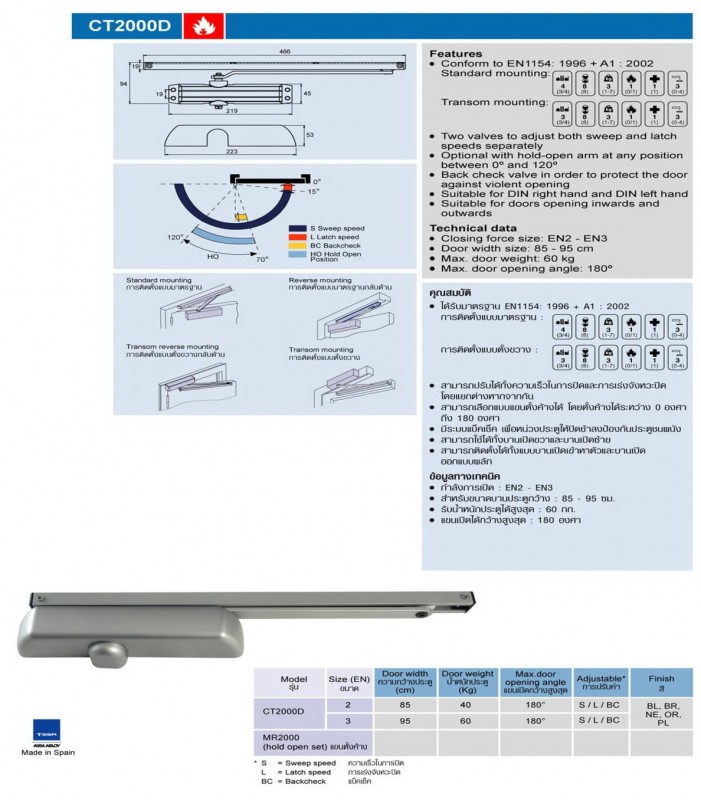 CT2000D
466
19
94
19
45
219
53
223
0°
15°
120°
HO
70°
S Sweep speed
L Latch speed
BC Backcheck
HO Hold Open
Position
Standard mounting
การติดตั้งแบบมาตรฐาน
Reverse mounting
การติดตั้งแบบมาตรฐานกลับด้าน
Transom reverse mounting
การติดตั้งแบบตั้งขวางกลับด้าน
Transom mounting
การติดตั้งแบบตั้งขวาง
Features
• Conform to EN1154: 1996 + A1 : 2002
Standard mounting:
4 8 3 1 1 3
(3/4) (8) (1-7) (0/1) (1) (0-4)
Transom mounting:
3 8 3 1 1 3
(3/4) (8) (1-7) (0/1) (1) (0-4)
• Two valves to adjust both sweep and latch
speeds separately
• Optional with hold-open arm at any position
between 0º and 120º
• Back check valve in order to protect the door
against violent opening
• Suitable for DIN right hand and DIN left hand
• Suitable for doors opening inwards and
outwards
Technical data
• Closing force size: EN2 - EN3
• Door width size: 85 - 95 cm
• Max. door weight: 60 kg
• Max. door opening angle: 180º
คุณสมบัติ
• ได้รับมาตรฐาน EN1154: 1996 + A1 : 2002
การติดตั้งแบบมาตรฐาน :
4 8 3 1 1 3
(3/4) (8) (1-7) (0/1) (1) (0-4)
การติดตั้งแบบตั้งขวาง :
3 8 3 1 1 3
(3/4) (8) (1-7) (0/1) (1) (0-4)
• สามารถปรับได้ทั้งความเร็วในการปิดและการเร่งจังหวะปิด
โดยแยกต่างหากจากกัน
• สามารถเลือกแบบแขนตั้งค้างได้ โดยตั้งค้างได้ระหว่าง 0 องศา
ถึง 180 องศา
• มีระบบแบ็คเช็ค เพื่อหน่วงประตูให้ปิดช้าลงป้องกันประตูชนผนัง
• สามารถใช้ได้ทั้งบานเปิดขวาและบานเปิดซ้าย
• สามารถติดตั้งได้ทั้งแบบบานเปิดเข้าหาตัวและบานเปิด
ออกแบบผลัก
ข้อมูลทางเทคนิค
• กำลังการเปิด : EN2 - EN3
• สำหรับขนาดบานประตูกว้าง : 85 - 95 ซม.
• รับน้ำหนักประตูได้สูงสุด : 60 กก.
• แขนเปิดได้กว้างสูงสุด : 180 องศา
Model
รุ่น
Size (EN)
ขนาด
Door width
ความกว้างประตู
(cm)
Door weight
น้ำหนักประตู
(Kg)
Max.door
opening angle
แขนเปิดกว้างสูงสุด
Adjustable*
การปรับค่า
Finish
สี
CT2000D
2 85 40 180° S / L / BC
3 95 60 180° S / L / BC
BL, BR,
NE, OR,
PL
MR2000
(hold open set) แขนตั้งค้าง
* S = Sweep speed ความเร็วในการปิด
L = Latch speed การเร่งจังหวะปิด
BC = Backcheck แบ็คเช็ค
TESA
ASSA ABLOY
Made in Spain